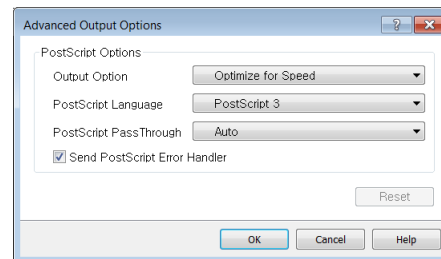 Advanced Output Options
PostScript Options
Output Option Optimize for Speed
PostScript Language PostScript 3
PostScript PassThrough Auto
Send PostScript Error Handler
Reset
OK Cancel Help